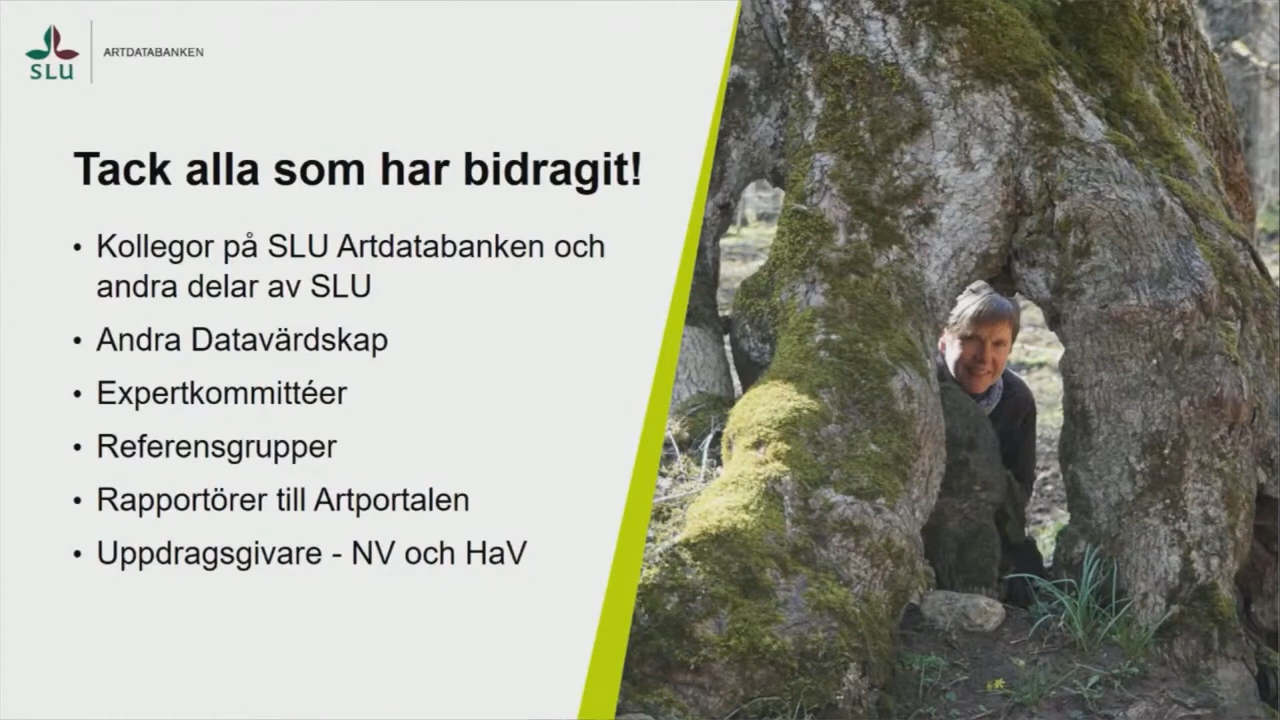 SLU
ARTDATABANKEN
Tack alla som har bidragit!
• Kollegor på SLU Artdatabanken och
andra delar av SLU
• Andra Datavärdskap
• Expertkommittéer
• Referensgrupper
• Rapportörer till Artportalen
• Uppdragsgivare - NV och HaV